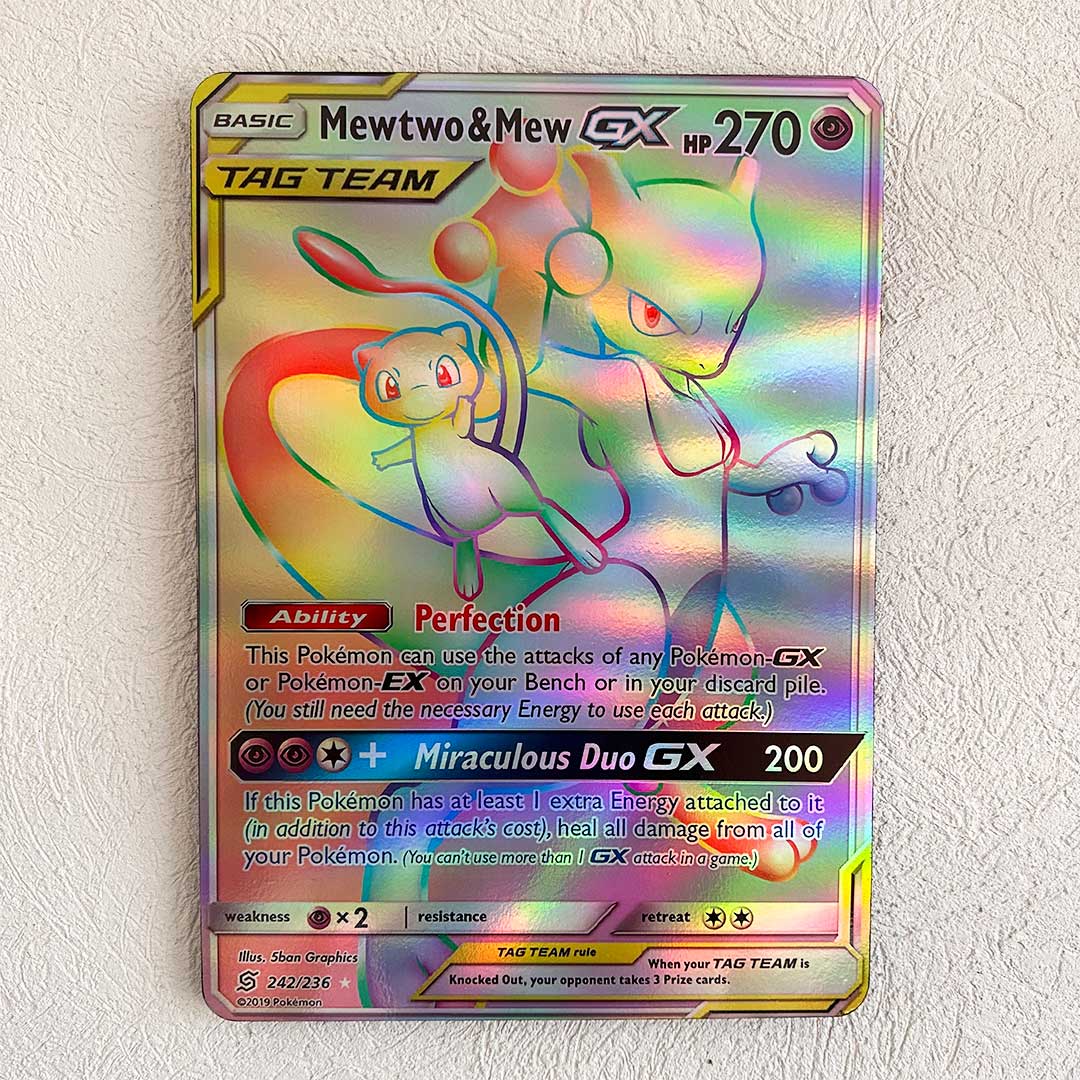 BASIC Mewtwo&Mew GX HP 270
TAG TEAM
Ability Perfection
This Pokémon can use the attacks of any Pokémon-GX
or Pokémon-EX on your Bench or in your discard pile.
(You still need the necessary Energy to use each attack.)
+ Miraculous Duo GX 200
If this Pokémon has at least 1 extra Energy attached to it
(in addition to this attack's cost), heal all damage from all of
your Pokémon. (You can't use more than 1 GX attack in a game.)
weakness ×2 resistance retreat
Illus. 5ban Graphics
242/236
©2019 Pokémon
TAG TEAM rule When your TAG TEAM is
Knocked Out, your opponent takes 3 Prize cards.